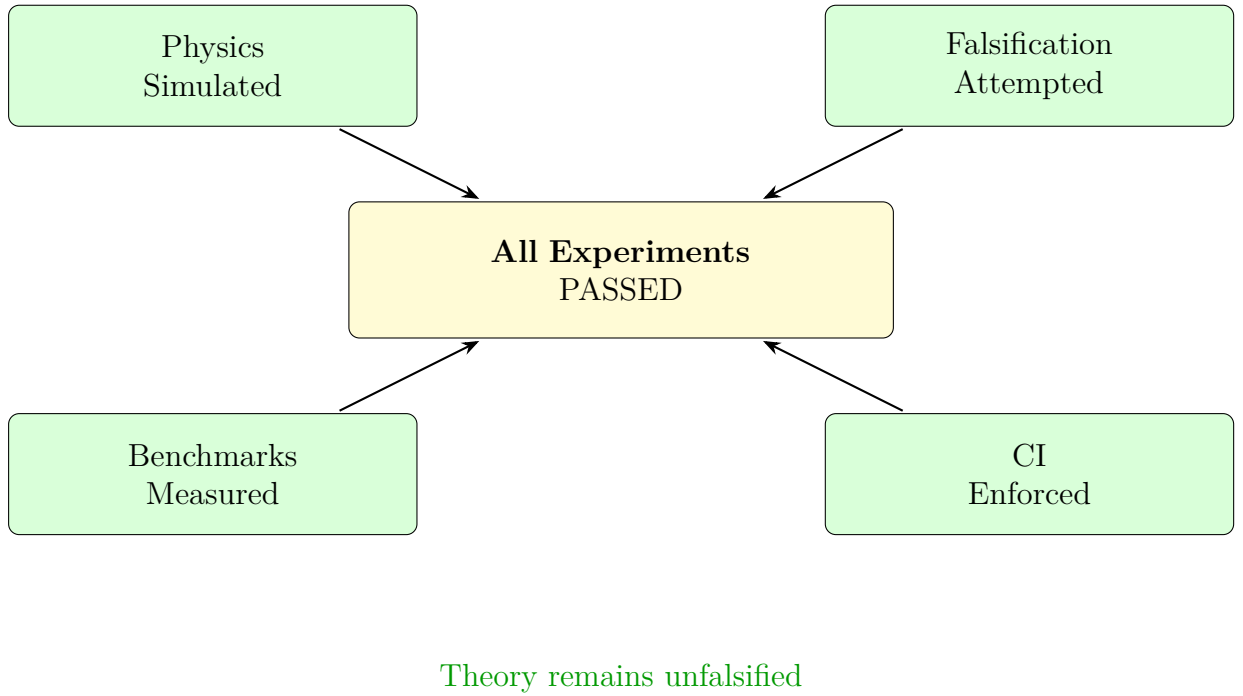 Physics
Simulated
Falsification
Attempted
All Experiments
PASSED
Benchmarks
Measured
CI
Enforced
Theory remains unfalsified